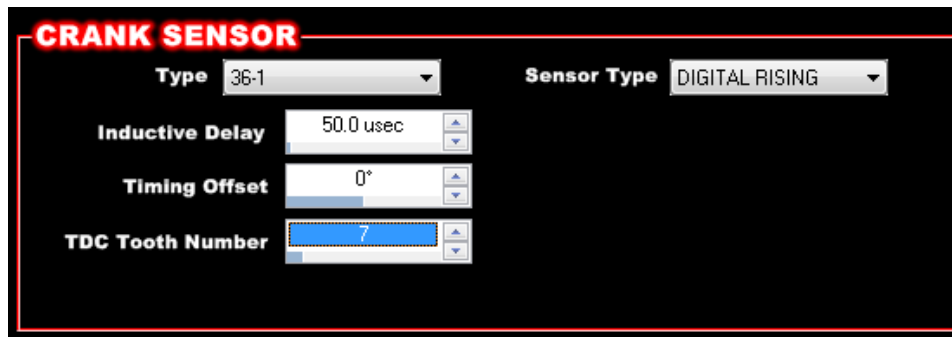 CRANK SENSOR
Type 36-1 Sensor Type DIGITAL RISING
Inductive Delay 50.0 usec
Timing Offset 0°
TDC Tooth Number 7